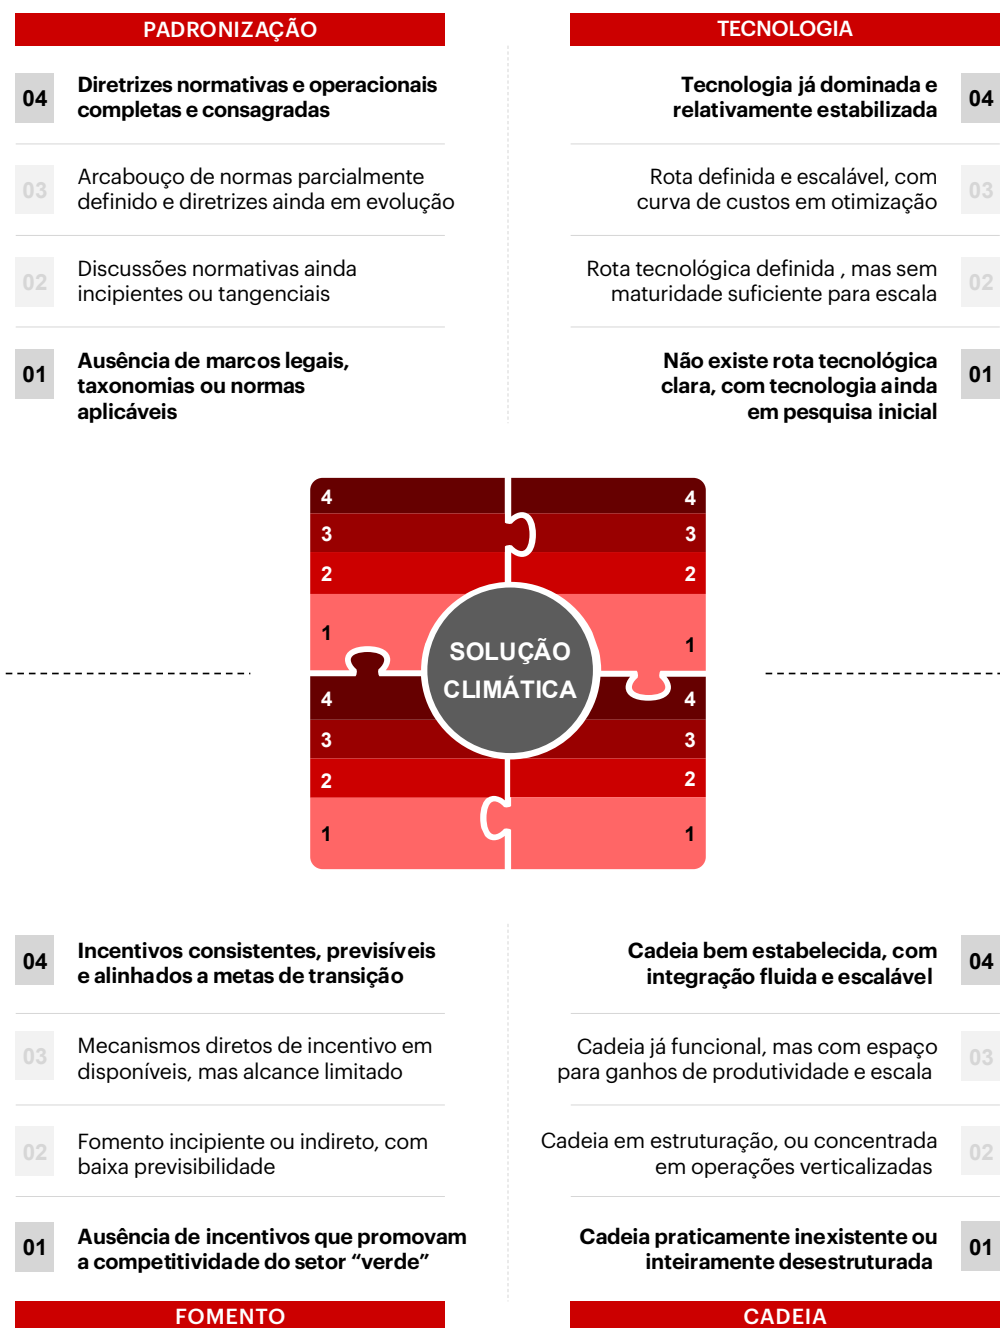 PADRONIZAÇÃO
04
Diretrizes normativas e operacionais
completas e consagradas
03
Arcabouço de normas parcialmente
definido e diretrizes ainda em evolução
02
Discussões normativas ainda
incipientes ou tangenciais
01
Ausência de marcos legais,
taxonomias ou normas
aplicáveis
TECNOLOGIA
Tecnologia já dominada e
relativamente estabilizada
04
Rota definida e escalável, com
curva de custos em otimização
03
Rota tecnológica definida , mas sem
maturidade suficiente para escala
02
Não existe rota tecnológica
clara, com tecnologia ainda
em pesquisa inicial
01
4
3
2
1
4
3
2
1
SOLUÇÃO
CLIMÁTICA
4
3
2
1
4
3
2
1
04
Incentivos consistentes, previsíveis
e alinhados a metas de transição
03
Mecanismos diretos de incentivo em
disponíveis, mas alcance limitado
02
Fomento incipiente ou indireto, com
baixa previsibilidade
01
Ausência de incentivos que promovam
a competitividade do setor “verde”
FOMENTO
Cadeia bem estabelecida, com
integração fluida e escalável
04
Cadeia já funcional, mas com espaço
para ganhos de produtividade e escala
03
Cadeia em estruturação, ou concentrada
em operações verticalizadas
02
Cadeia praticamente inexistente ou
inteiramente desestruturada
01
CADEIA